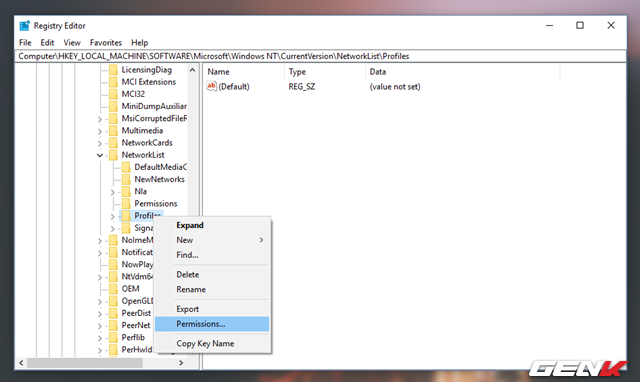 Registry Editor
File Edit View Favorites Help
Computer\HKEY_LOCAL_MACHINE\SOFTWARE\Microsoft\Windows NT\CurrentVersion\NetworkList\Profiles
Name Type Data
ab (Default) REG_SZ (value not set)
LicensingDiag
MCI Extensions
MCI32
MiniDumpAuxiliar
MsiCorruptedFileR
Multimedia
NetworkCards
NetworkList
DefaultMediaC
NewNetworks
Nla
Permissions
Profiles
Signa
NoImeM
Notificat
NowPlay
NtVdm64
OEM
OpenGLD
PeerDist
PeerNet
Perflib
PerHwId
Expand
New
Find...
Delete
Rename
Export
Permissions...
Copy Key Name
GENK